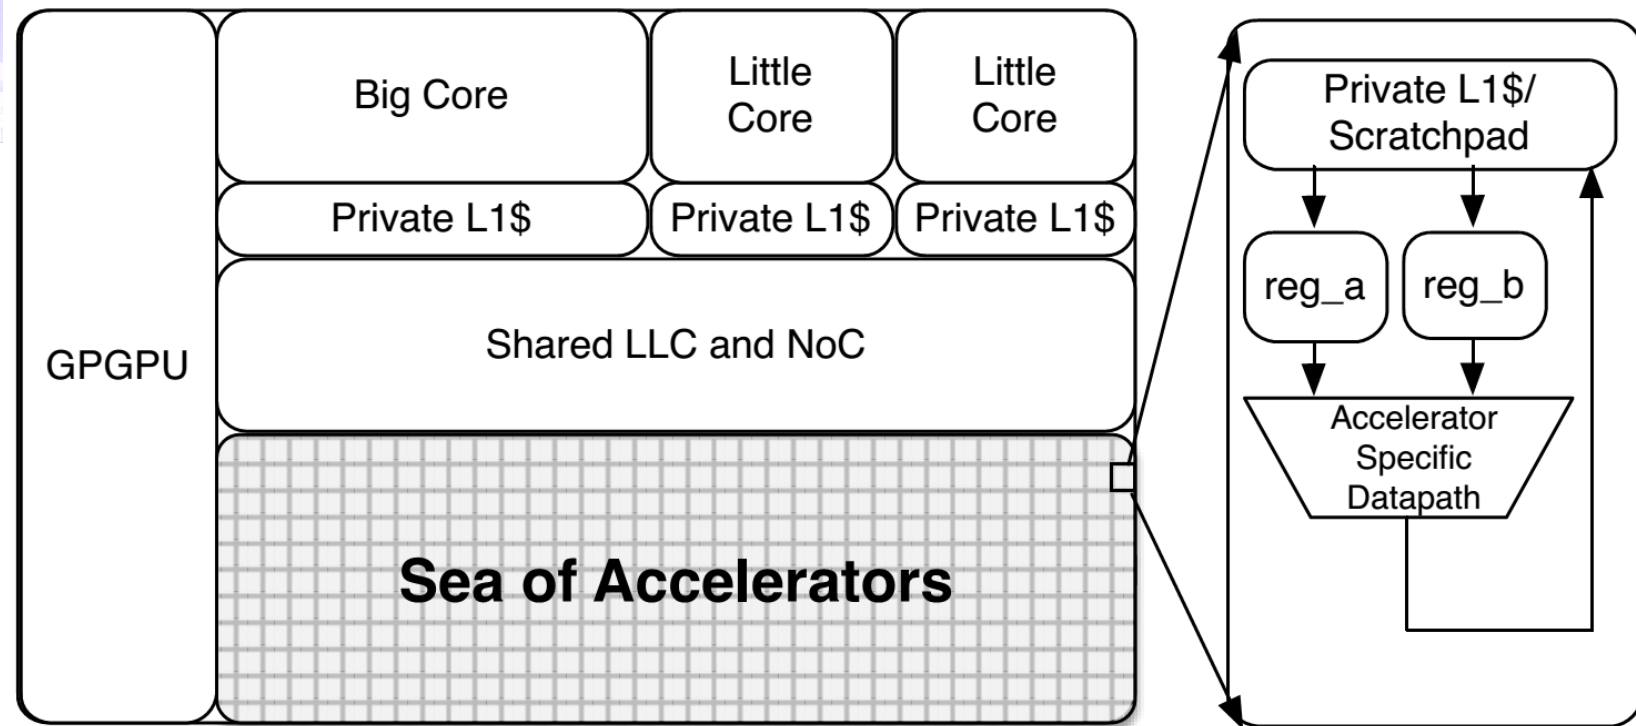 GPGPU
Big Core
Little
Core
Little
Core
Private L1$
Private L1$
Private L1$
Shared LLC and NoC
Sea of Accelerators
Private L1$/
Scratchpad
reg_a
reg_b
Accelerator
Specific
Datapath